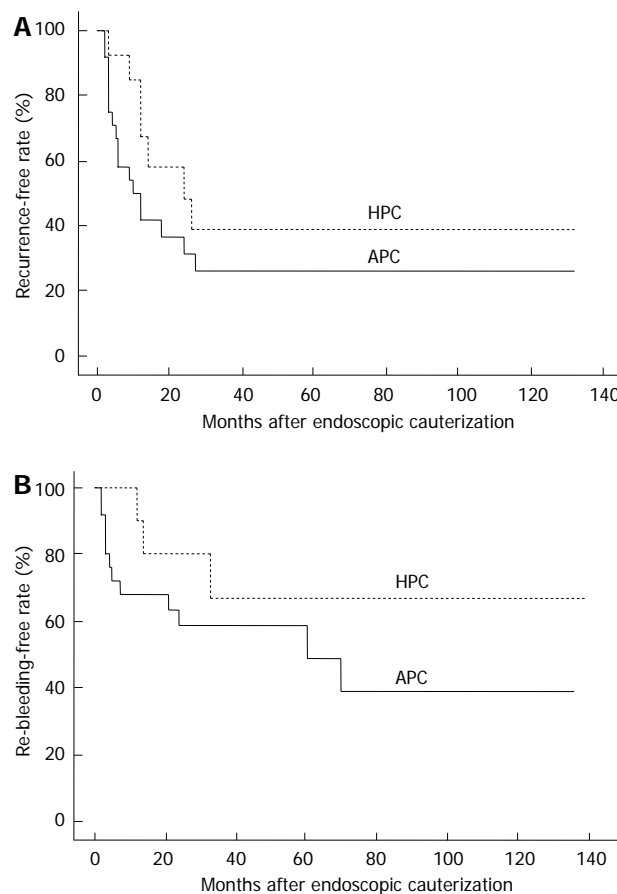 A
Recurrence-free rate (%)
100
80
60
40
20
0
HPC
APC
0 20 40 60 80 100 120 140
Months after endoscopic cauterization
B
Re-bleeding-free rate (%)
100
80
60
40
20
0
HPC
APC
0 20 40 60 80 100 120 140
Months after endoscopic cauterization